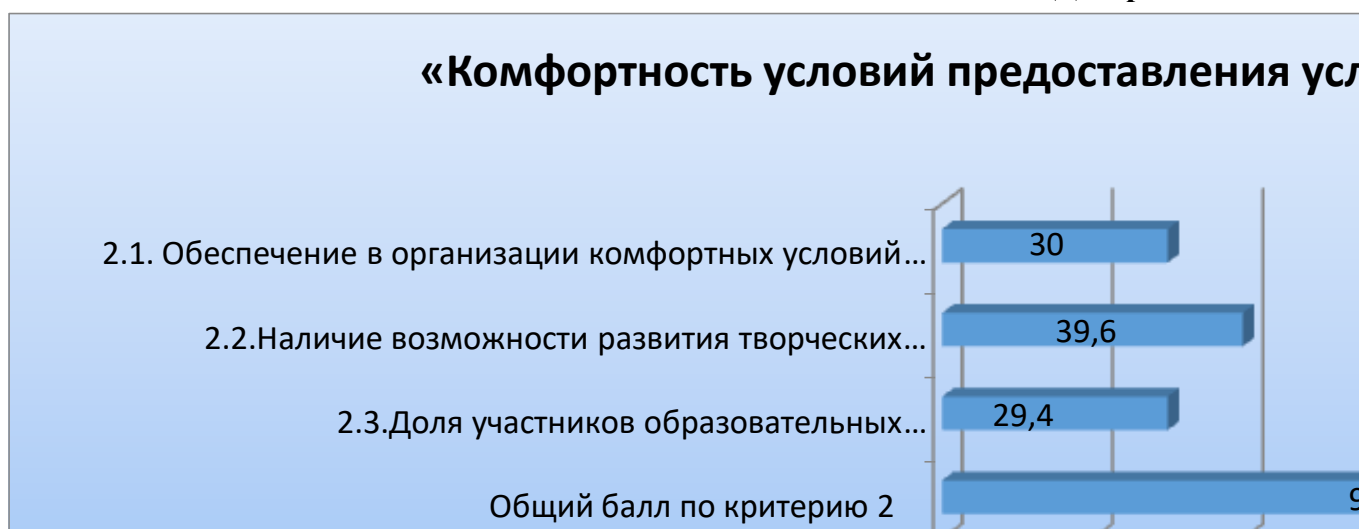 «Комфортность условий предоставления
2.1. Обеспечение в организации комфортных условий…
30
2.2.Наличие возможности развития творческих…
39,6
2.3.Доля участников образовательных…
29,4
Общий балл по критерию 2